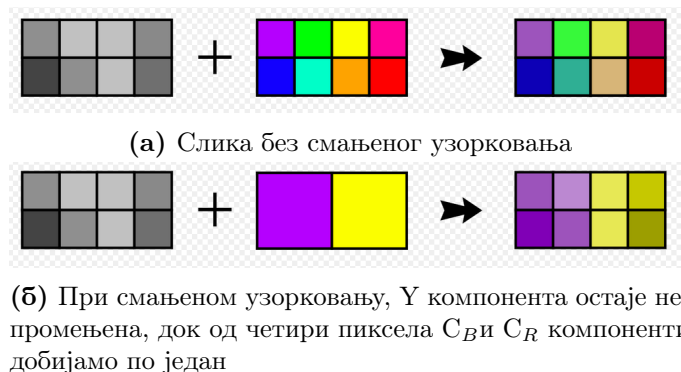 (а) Слика без смањеног узорковања
(б) При смањеном узорковању, Y компонента остаје не
промењена, док од четири пиксела C_B и C_R компоненти
добијамо по један